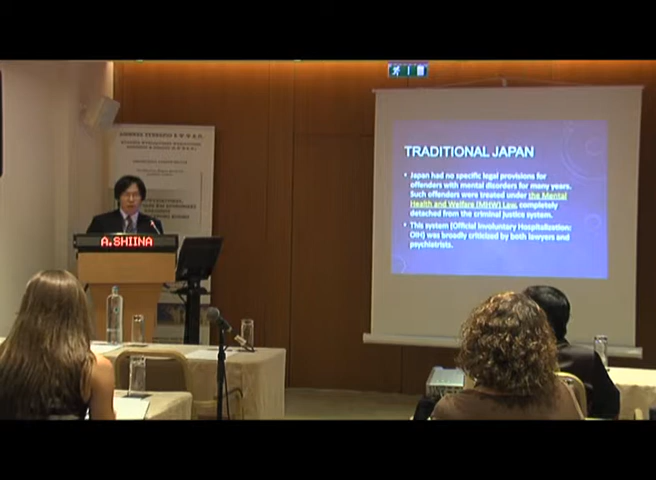 A.SHIINA
TRADITIONAL JAPAN
• Japan had no specific legal provisions for
offenders with mental disorders for many years.
Such offenders were treated under the Mental
Health and Welfare (MHW) Law, completely
detached from the criminal justice system.
• This system (Official Involuntary Hospitalisation:
OIH) was broadly criticized by both lawyers and
psychiatrists.